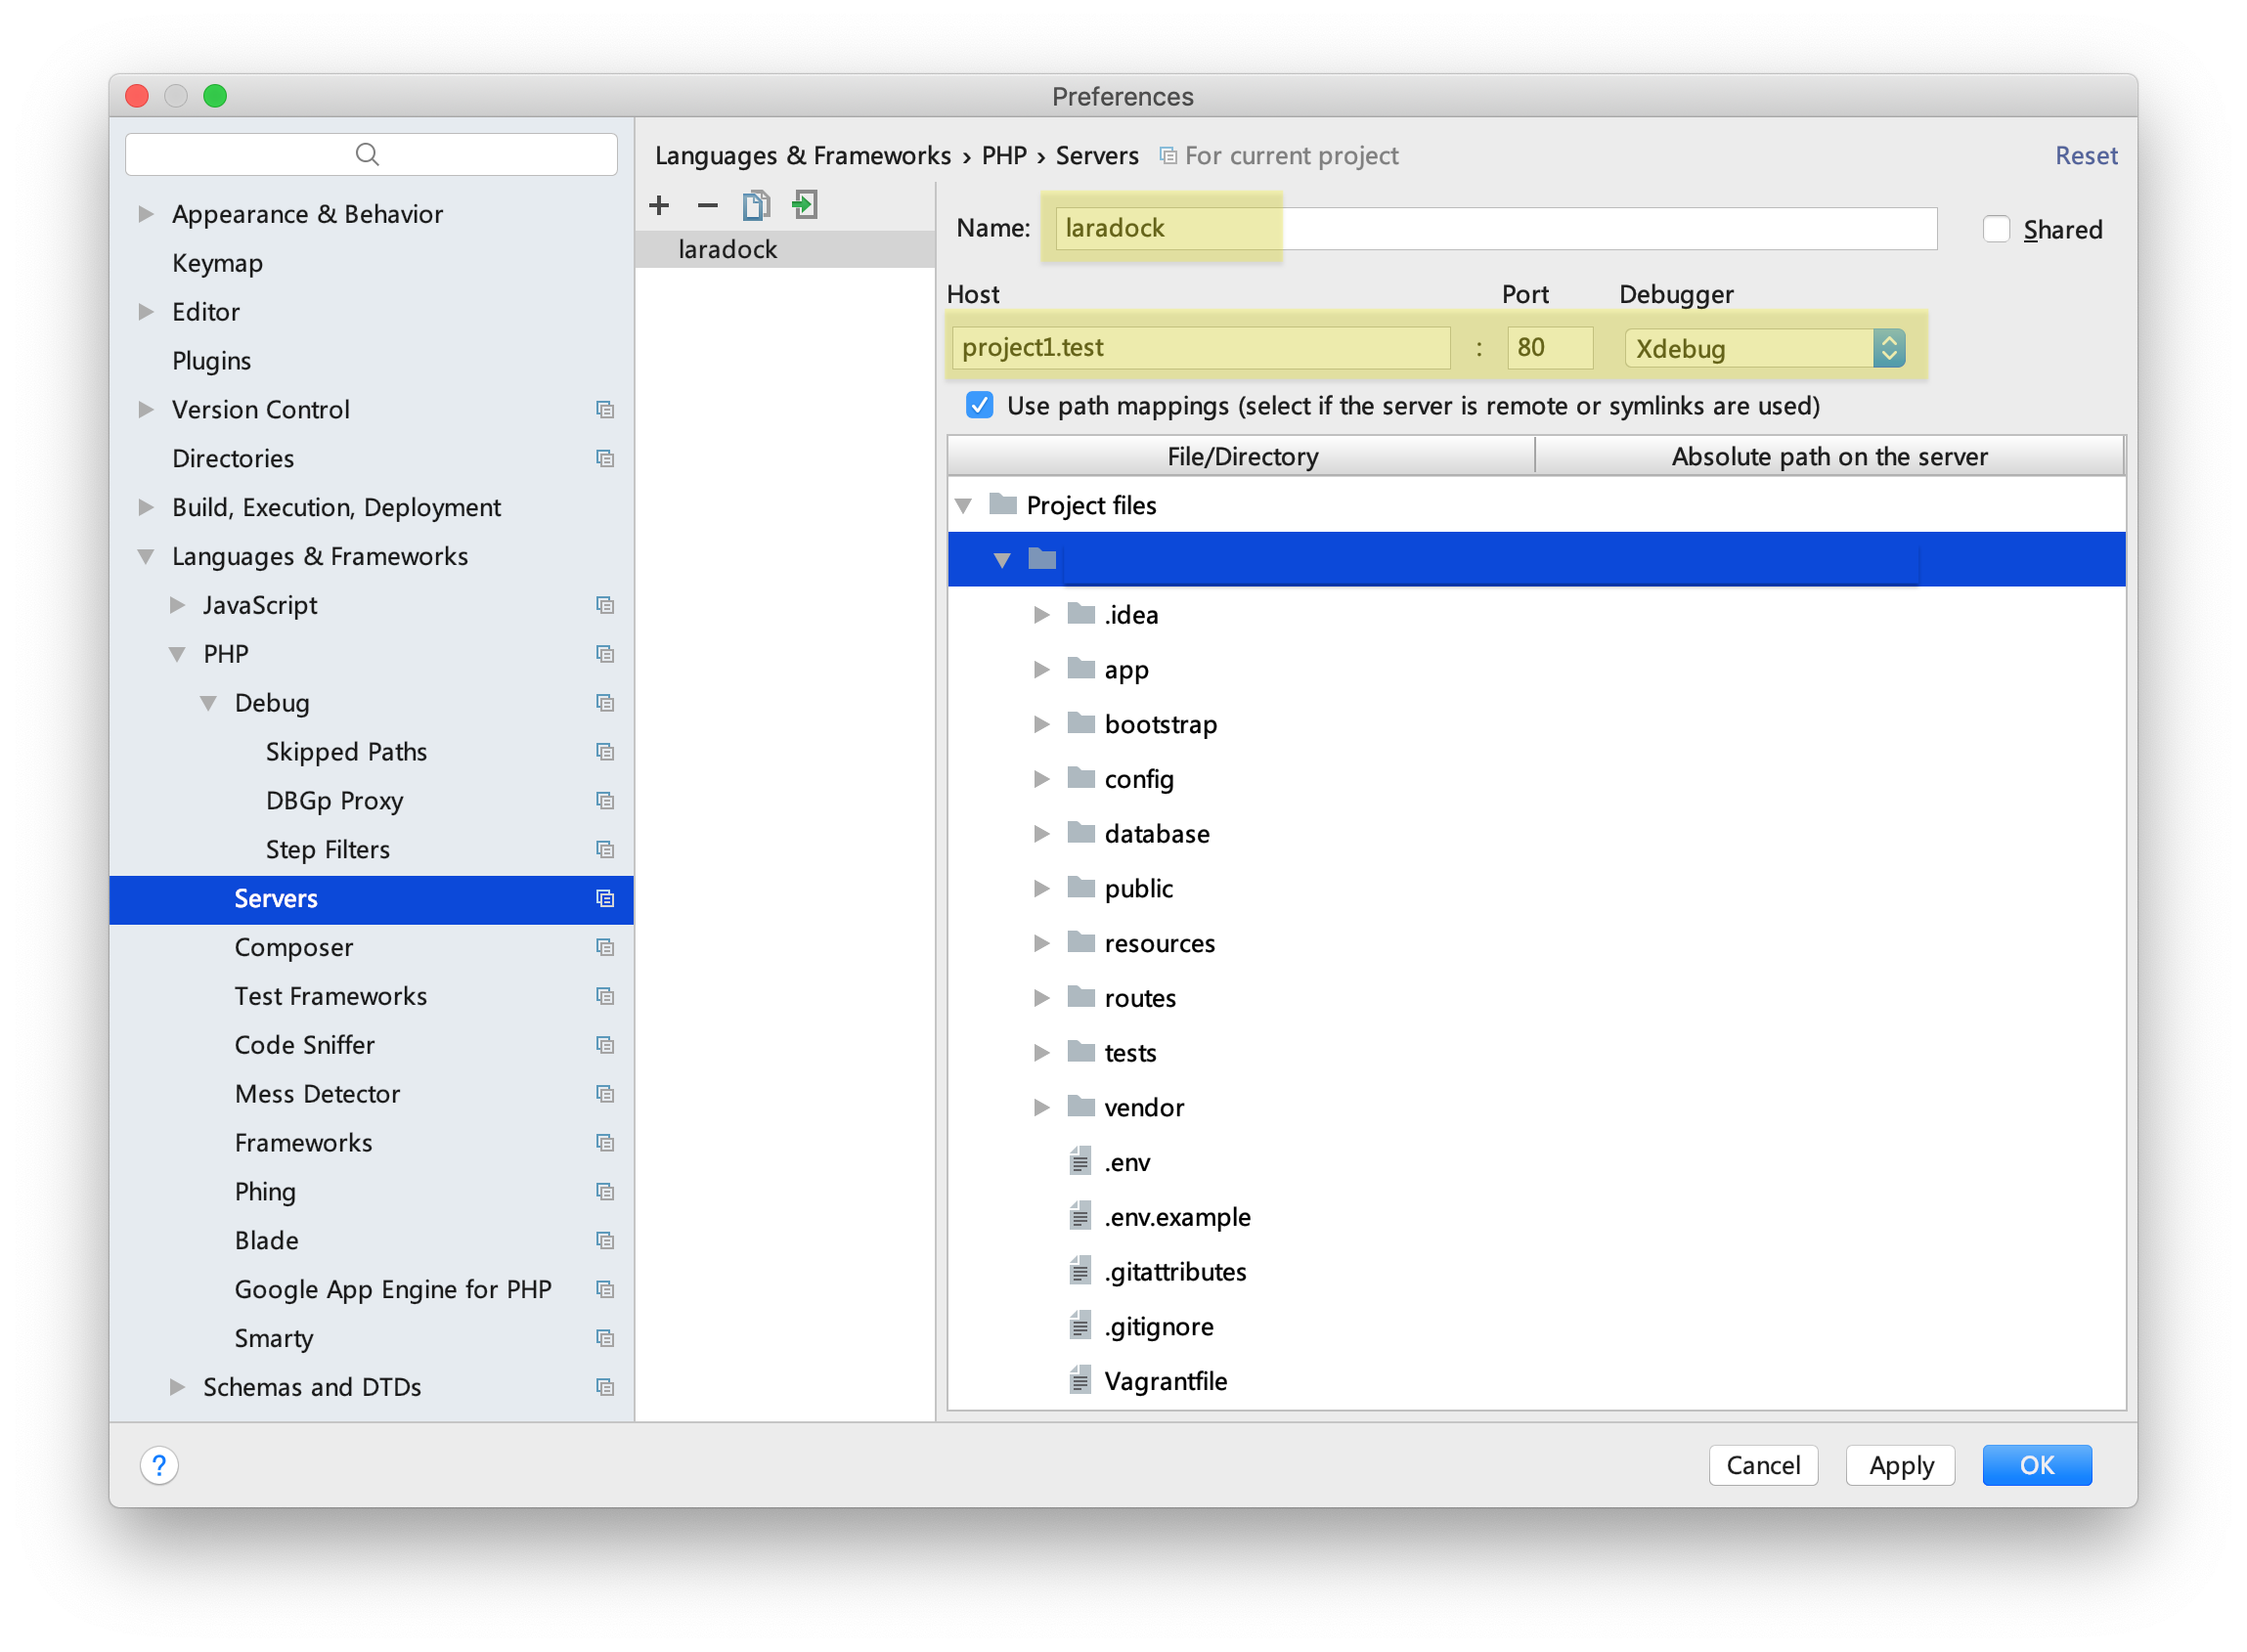 Preferences
Languages & Frameworks › PHP › Servers For current project Reset
Appearance & Behavior
Keymap
Editor
Plugins
Version Control
Directories
Build, Execution, Deployment
Languages & Frameworks
JavaScript
PHP
Debug
Skipped Paths
DBGp Proxy
Step Filters
Servers
Composer
Test Frameworks
Code Sniffer
Mess Detector
Frameworks
Phing
Blade
Google App Engine for PHP
Smarty
Schemas and DTDs
laradock
Name: laradock Shared
Host Port Debugger
project1.test : 80 Xdebug
Use path mappings (select if the server is remote or symlinks are used)
File/Directory Absolute path on the server
Project files
.idea
app
bootstrap
config
database
public
resources
routes
tests
vendor
.env
.env.example
.gitattributes
.gitignore
Vagrantfile
? Cancel Apply OK